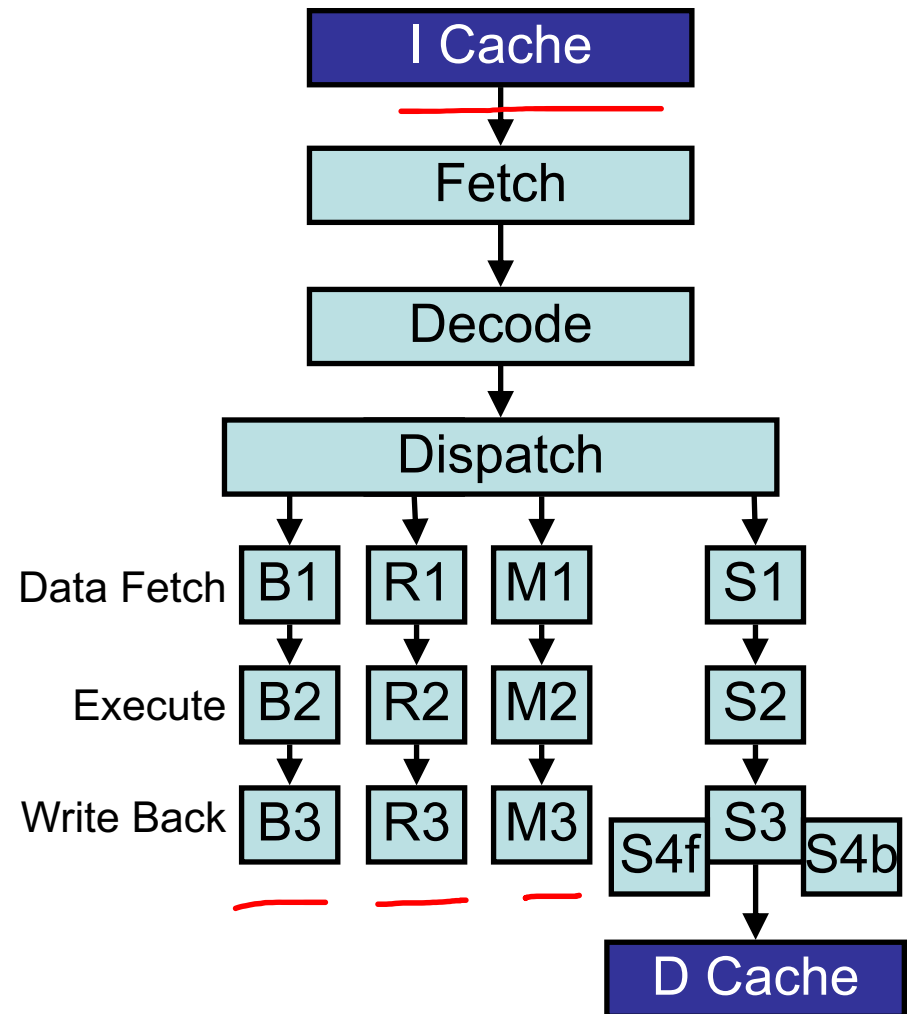 I Cache
Fetch
Decode
Dispatch
Data Fetch B1 R1 M1 S1
Execute B2 R2 M2 S2
Write Back B3 R3 M3 S4f S3 S4b
D Cache